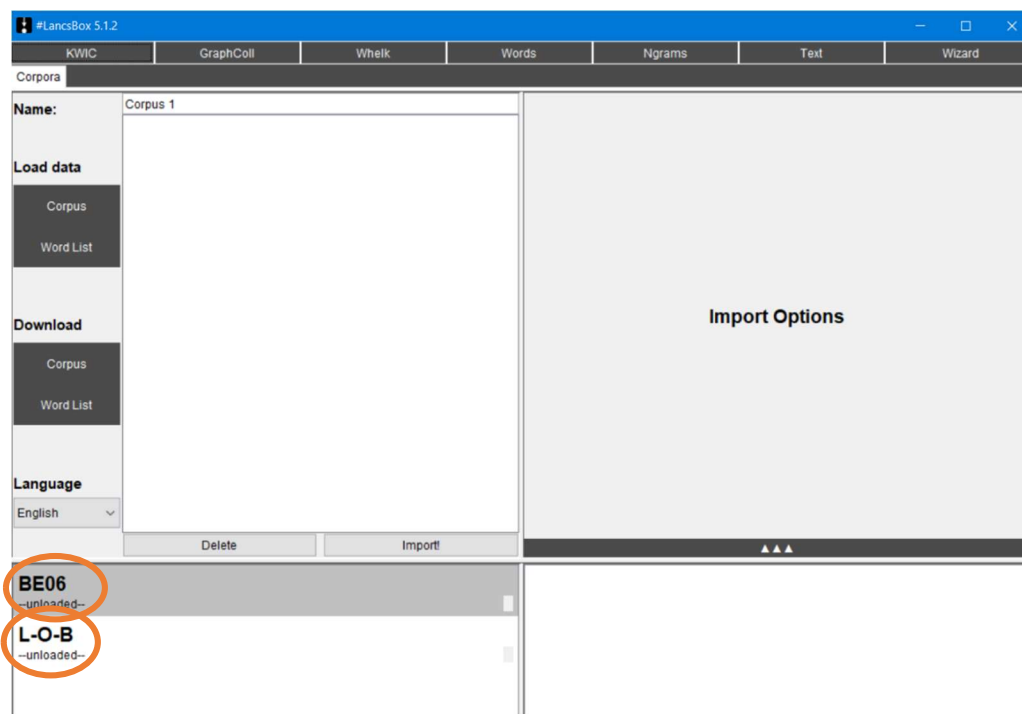 #LancsBox 5.1.2
KWIC GraphColl Whelk Words Ngrams Text Wizard
Corpora
Name:
Corpus 1
Load data
Corpus
Word List
Download
Corpus
Word List
Language
English
Delete Import!
Import Options
▲▲▲
BE06
--unloaded--
L-O-B
--unloaded--